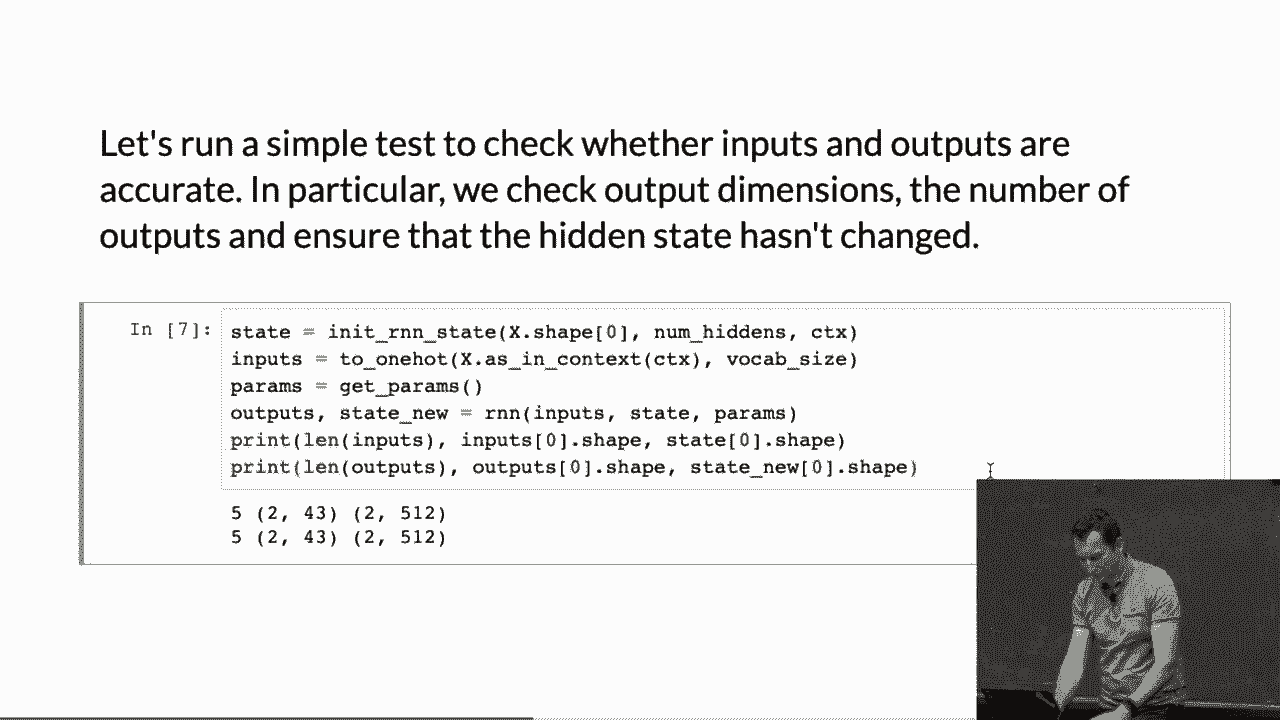 Let's run a simple test to check whether inputs and outputs are
accurate. In particular, we check output dimensions, the number of
outputs and ensure that the hidden state hasn't changed.
In [7]:
state = init_rnn_state(X.shape[0], num_hiddens, ctx)
inputs = to_onehot(X.as_in_context(ctx), vocab_size)
params = get_params()
outputs, state_new = rnn(inputs, state, params)
print(len(inputs), inputs[0].shape, state[0].shape)
print(len(outputs), outputs[0].shape, state_new[0].shape)
5 (2, 43) (2, 512)
5 (2, 43) (2, 512)